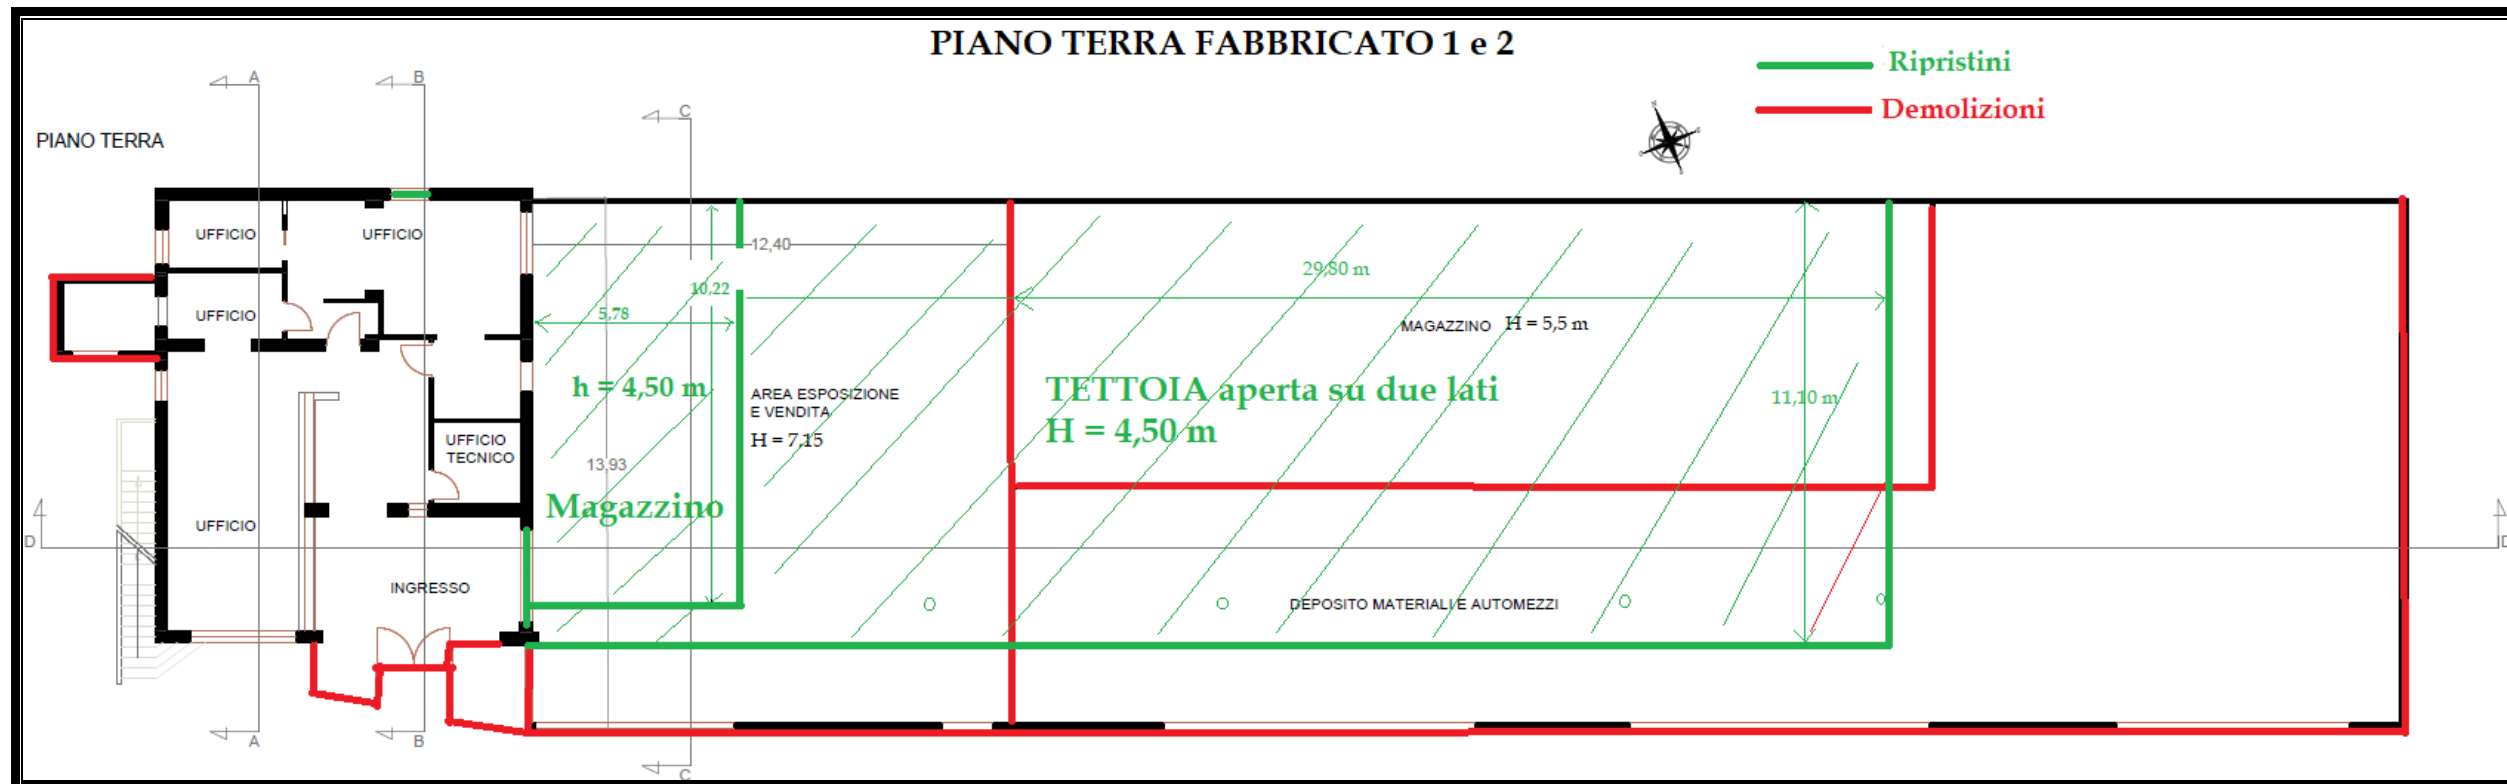 PIANO TERRA FABBRICATO 1 e 2
Ripristini
Demolizioni
PIANO TERRA
A
B
C
UFFICIO
UFFICIO
12,40
29,80 m
10,22
5,78
UFFICIO
MAGAZZINO H = 5,5 m
h = 4,50 m
AREA ESPOSIZIONE
E VENDITA
H = 7,15
TETTOIA aperta su due lati
H = 4,50 m
11,10 m
UFFICIO
TECNICO
13,93
Magazzino
UFFICIO
D
D
INGRESSO
DEPOSITO MATERIALI E AUTOMEZZI
A
B
C